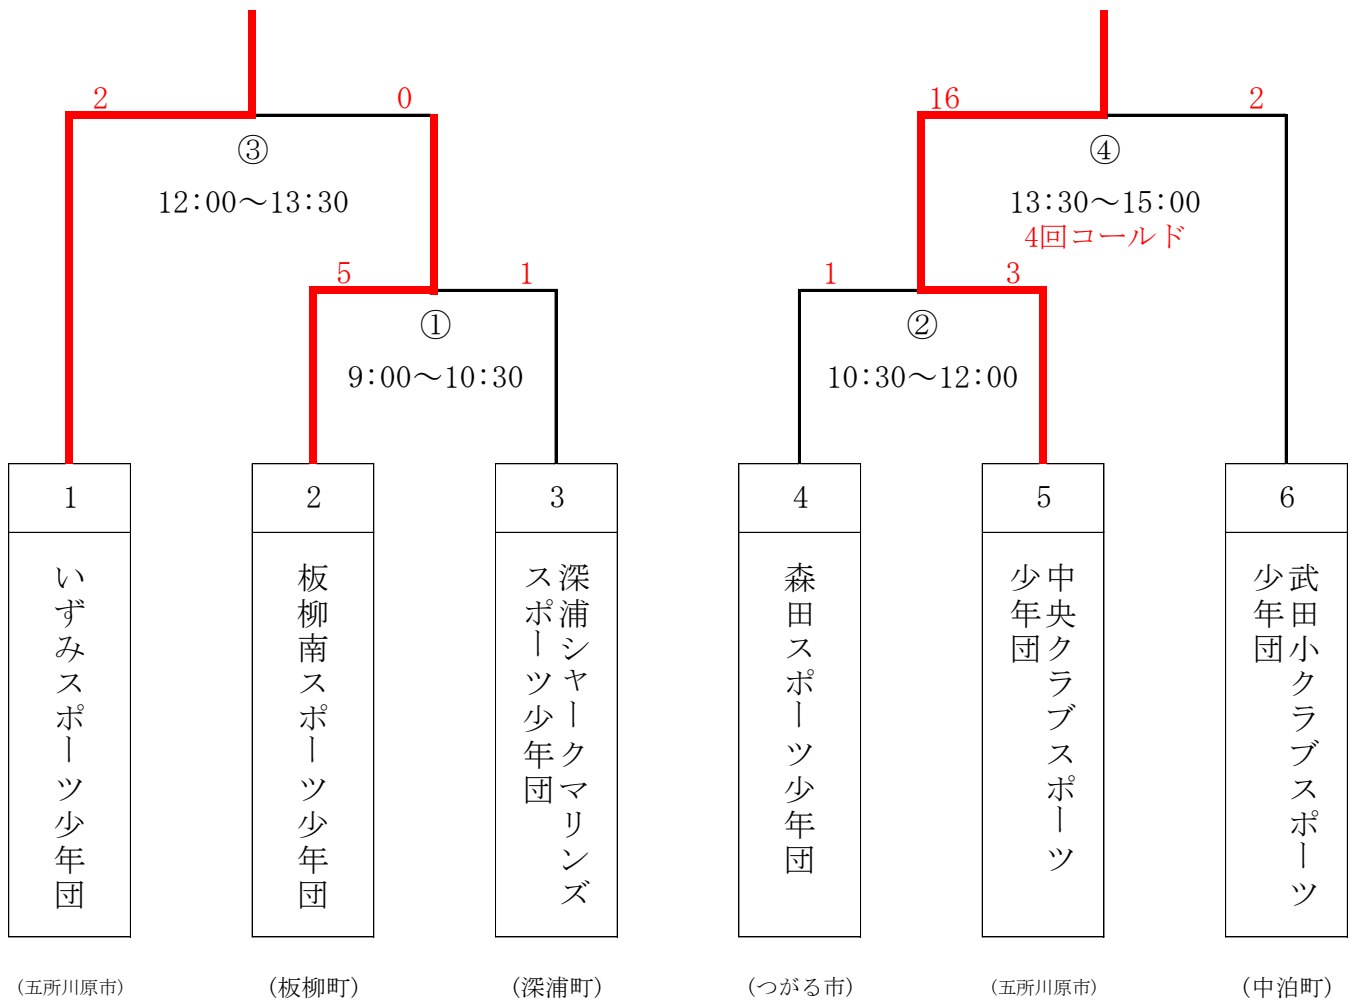 2
0
16
2
③
④
12:00～13:30
13:30～15:00
4回コールド
5
1
1
3
①
②
9:00～10:30
10:30～12:00
1
2
3
4
5
6
いずみスポーツ少年団
板柳南スポーツ少年団
深浦シャークマリンズ
スポーツ少年団
森田スポーツ少年団
中央クラブスポーツ
少年団
武田小クラブスポーツ
少年団
(五所川原市)
(板柳町)
(深浦町)
(つがる市)
(五所川原市)
(中泊町)